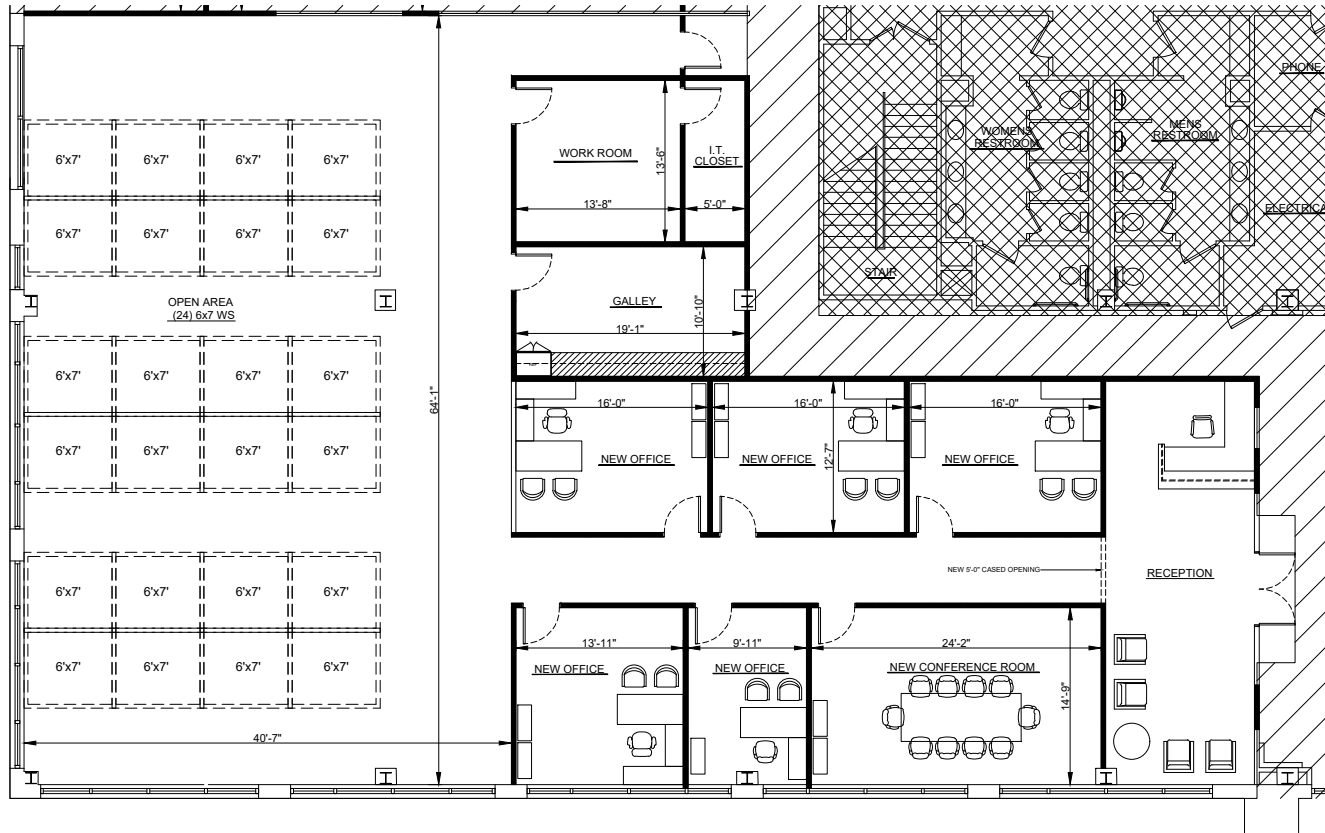 PHONE
WOMENS
RESTROOM
MENS
RESTROOM
6'x7' 6'x7' 6'x7' 6'x7'
WORK ROOM
13'-6"
I.T.
CLOSET
13'-8"
5'-0"
ELECTRICA
6'x7' 6'x7' 6'x7' 6'x7'
STAIR
OPEN AREA
(24) 6x7 WS
GALLEY
10'-10"
19'-1"
6'x7' 6'x7' 6'x7' 6'x7'
64'-1"
16'-0"
16'-0"
16'-0"
6'x7' 6'x7' 6'x7' 6'x7'
NEW OFFICE
NEW OFFICE
12'-7"
NEW OFFICE
NEW 5'-0" CASED OPENING
RECEPTION
6'x7' 6'x7' 6'x7' 6'x7'
13'-11"
9'-11"
24'-2"
6'x7' 6'x7' 6'x7' 6'x7'
NEW OFFICE
NEW OFFICE
NEW CONFERENCE ROOM
14'-9"
40'-7"